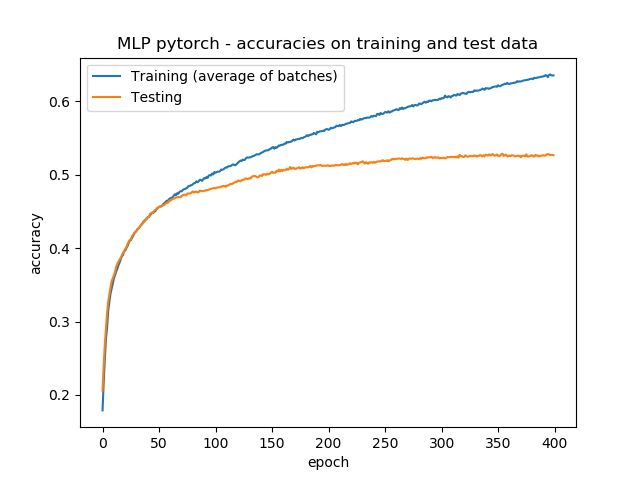 MLP pytorch - accuracies on training and test data
Training (average of batches)
Testing
0.6
0.5
0.4
0.3
0.2
accuracy
0 50 100 150 200 250 300 350 400
epoch